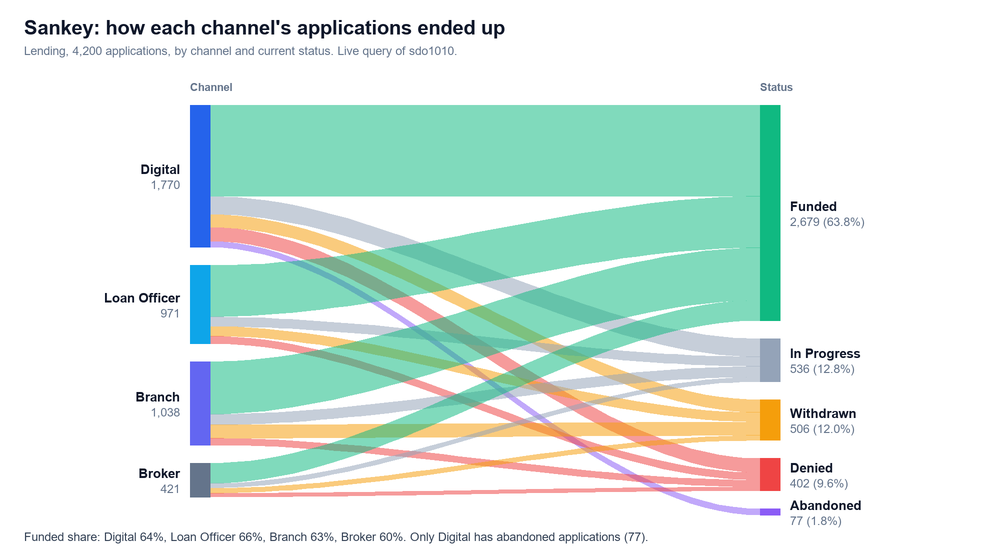 Sankey: how each channel's applications ended up
Lending, 4,200 applications, by channel and current status. Live query of sdo1010.
Channel
Status
Digital
1,770
Loan Officer
971
Branch
1,038
Broker
421
Funded
2,679 (63.8%)
In Progress
536 (12.8%)
Withdrawn
506 (12.0%)
Denied
402 (9.6%)
Abandoned
77 (1.8%)
Funded share: Digital 64%, Loan Officer 66%, Branch 63%, Broker 60%. Only Digital has abandoned applications (77).